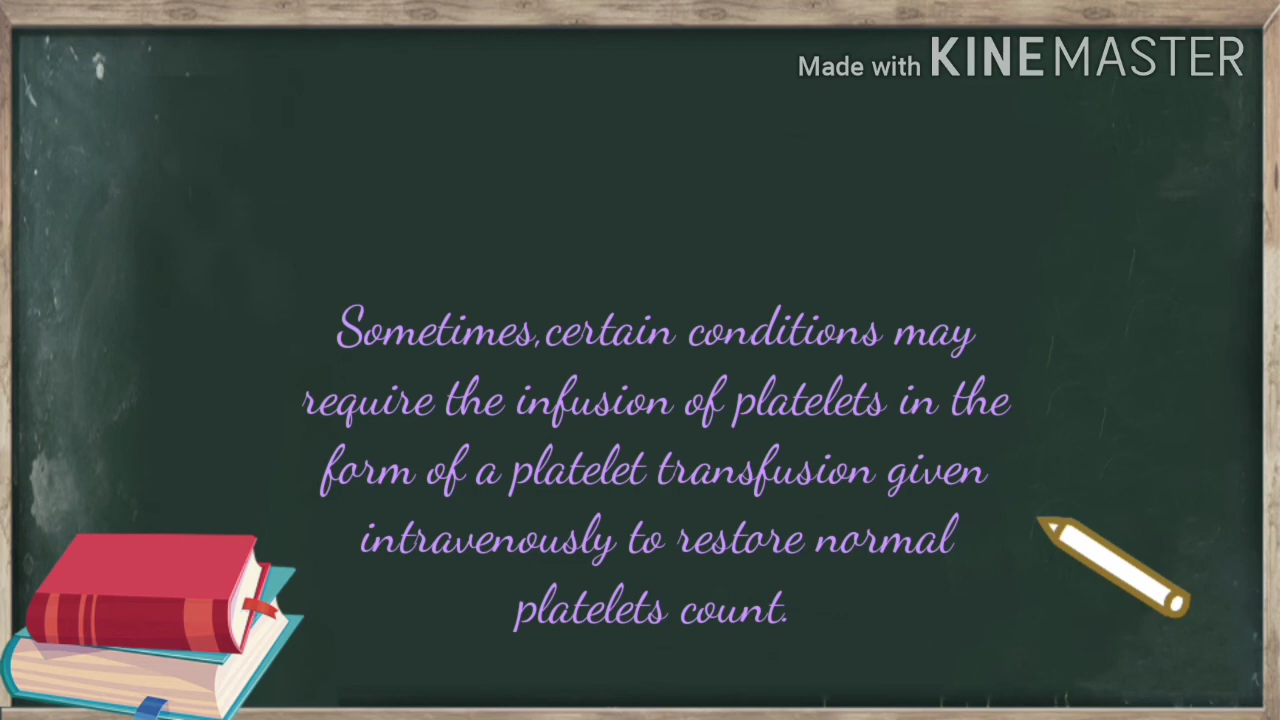 Made with KINEMASTER
Sometimes,certain conditions may
require the infusion of platelets in the
form of a platelet transfusion given
intravenously to restore normal
platelets count.